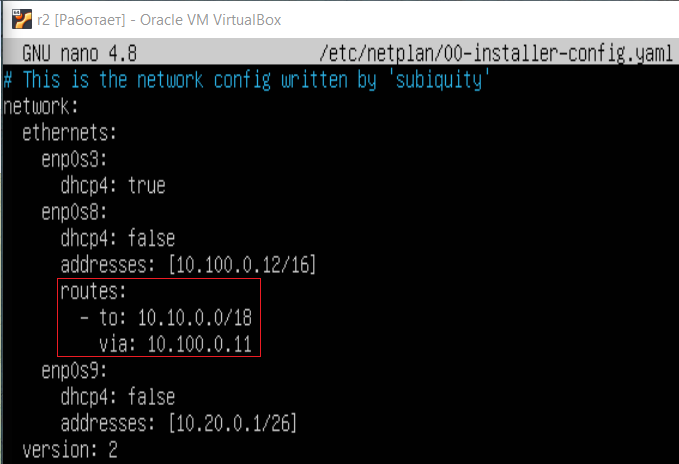 r2 [Работает] - Oracle VM VirtualBox
GNU nano 4.8 /etc/netplan/00-installer-config.yaml
# This is the network config written by 'subiquity'
network:
  ethernets:
    enp0s3:
      dhcp4: true
    enp0s8:
      dhcp4: false
      addresses: [10.100.0.12/16]
      routes:
        - to: 10.10.0.0/18
          via: 10.100.0.11
    enp0s9:
      dhcp4: false
      addresses: [10.20.0.1/26]
  version: 2